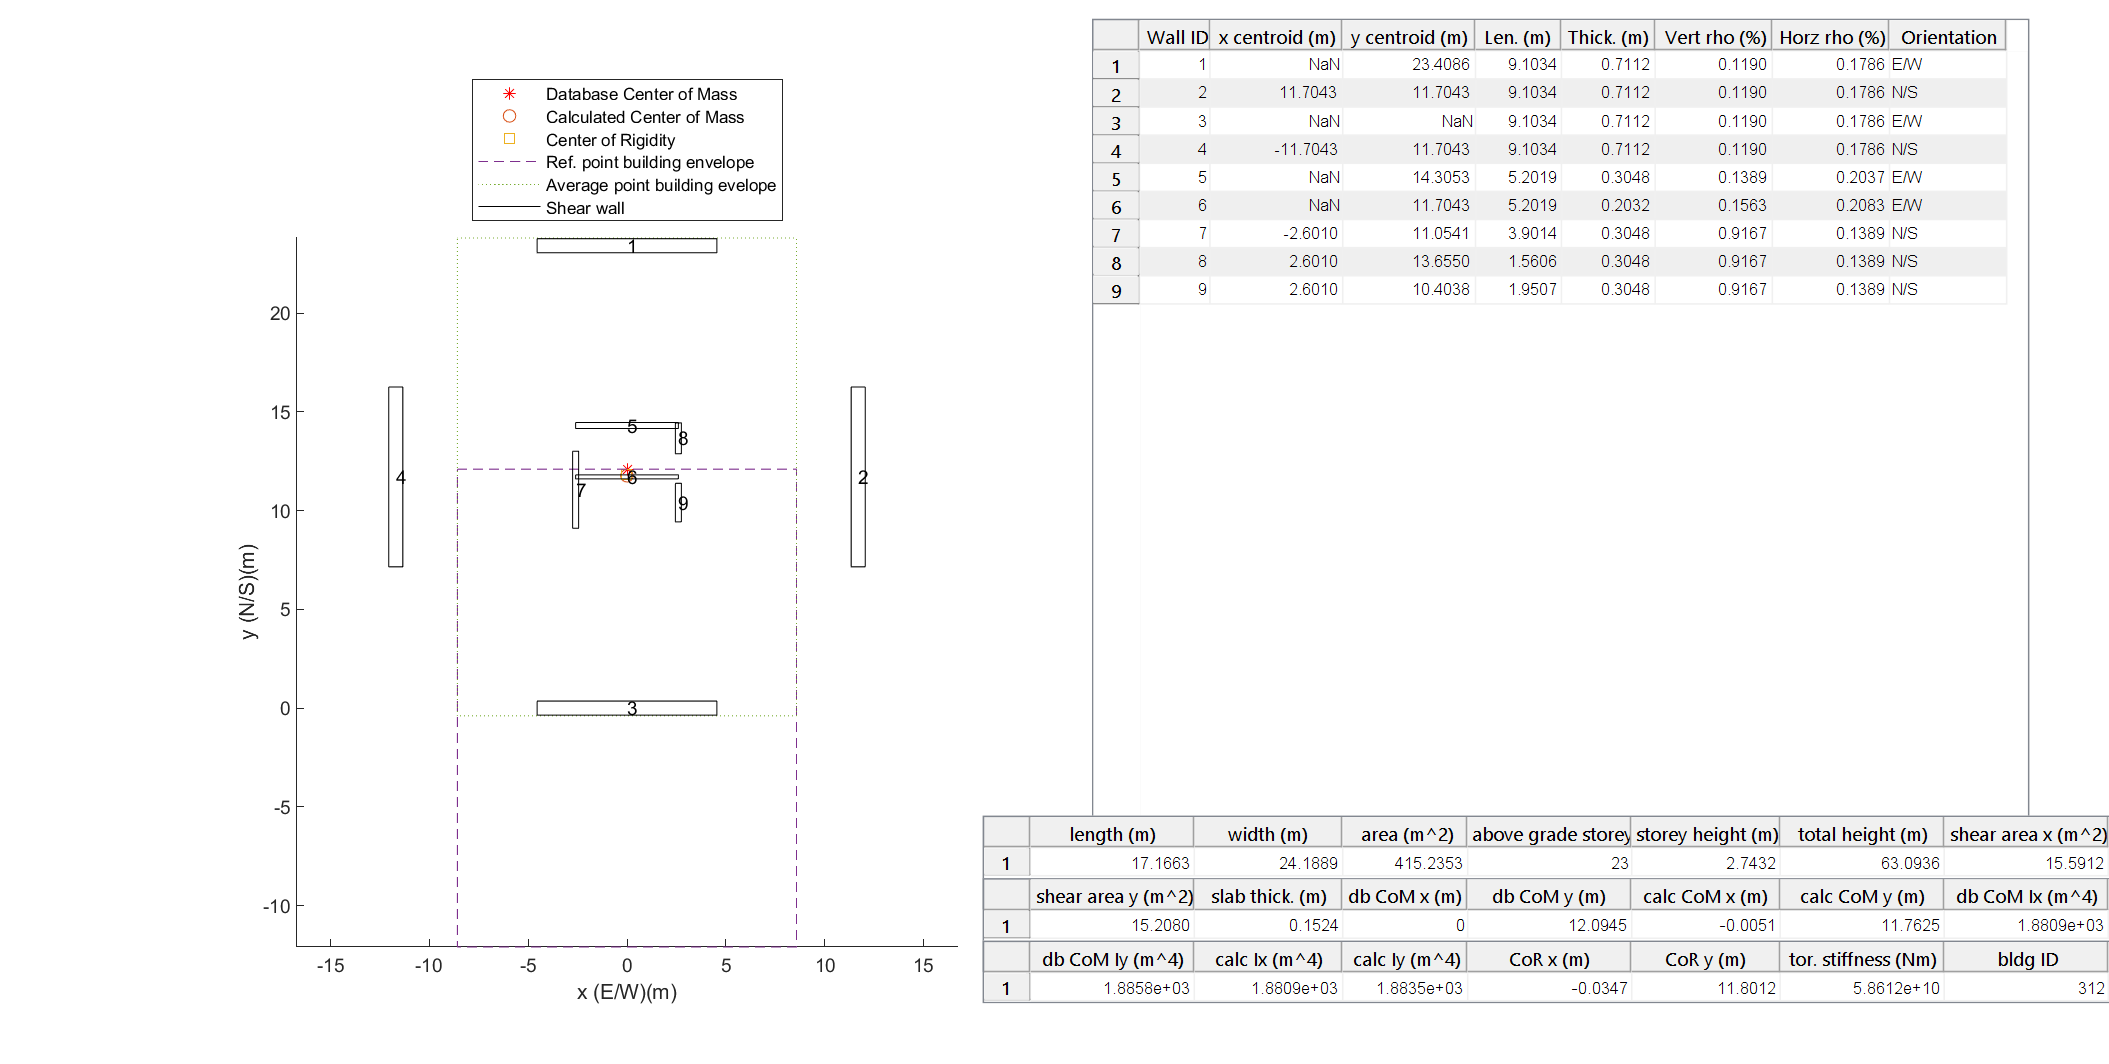 Database Center of Mass
Calculated Center of Mass
Center of Rigidity
Ref. point building envelope
Average point building evelope
Shear wall
y (N/S)(m)
20
15
10
5
0
-5
-10
1
5
8
4
6
2
7
9
3
-15 -10 -5 0 5 10 15
x (E/W)(m)
Wall ID x centroid (m) y centroid (m) Len. (m) Thick. (m) Vert rho (%) Horz rho (%) Orientation
1 1 NaN 23.4086 9.1034 0.7112 0.1190 0.1786 E/W
2 2 11.7043 11.7043 9.1034 0.7112 0.1190 0.1786 N/S
3 3 NaN NaN 9.1034 0.7112 0.1190 0.1786 E/W
4 4 -11.7043 11.7043 9.1034 0.7112 0.1190 0.1786 N/S
5 5 NaN 14.3053 5.2019 0.3048 0.1389 0.2037 E/W
6 6 NaN 11.7043 5.2019 0.2032 0.1563 0.2083 E/W
7 7 -2.6010 11.0541 3.9014 0.3048 0.9167 0.1389 N/S
8 8 2.6010 13.6550 1.5606 0.3048 0.9167 0.1389 N/S
9 9 2.6010 10.4038 1.9507 0.3048 0.9167 0.1389 N/S
length (m) width (m) area (m^2) above grade storey storey height (m) total height (m) shear area x (m^2)
1 17.1663 24.1889 415.2353 23 2.7432 63.0936 15.5912
shear area y (m^2) slab thick. (m) db CoM x (m) db CoM y (m) calc CoM x (m) calc CoM y (m) db CoM Ix (m^4)
1 15.2080 0.1524 0 12.0945 -0.0051 11.7625 1.8809e+03
db CoM Iy (m^4) calc Ix (m^4) calc Iy (m^4) CoR x (m) CoR y (m) tor. stiffness (Nm) bldg ID
1 1.8858e+03 1.8809e+03 1.8835e+03 -0.0347 11.8012 5.8612e+10 312